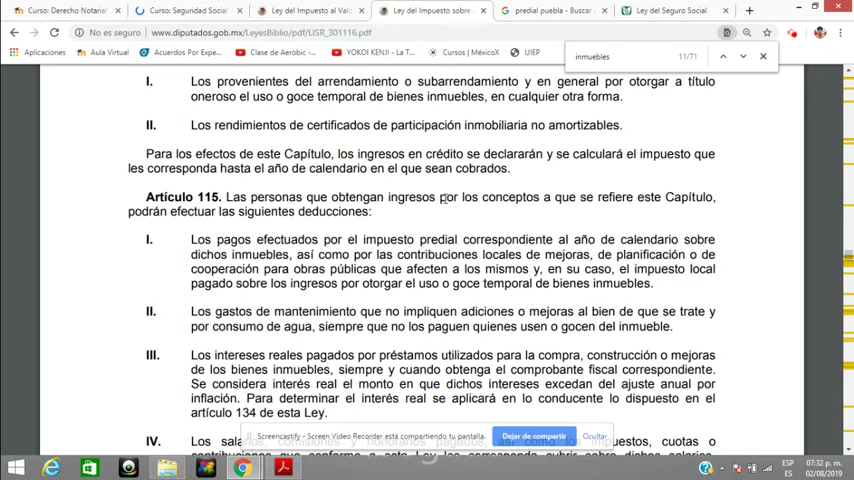 Curso: Derecho Notarial
Curso: Seguridad Social
Ley del Impuesto al Valo
Ley del Impuesto sobre
predial puebla - Buscar
Ley del Seguro Social
No es seguro | www.diputados.gob.mx/LeyesBiblio/pdf/LISR_301116.pdf
Aplicaciones
Aula Virtual
Acuerdos Por Expe...
Clase de Aeróbic -...
YOKOI KENJI - La T...
Cursos | MéxicoX
UIEP
inmuebles
11/71
I. Los provenientes del arrendamiento o subarrendamiento y en general por otorgar a título
oneroso el uso o goce temporal de bienes inmuebles, en cualquier otra forma.
II. Los rendimientos de certificados de participación inmobiliaria no amortizables.
Para los efectos de este Capítulo, los ingresos en crédito se declararán y se calculará el impuesto que
les corresponda hasta el año de calendario en el que sean cobrados.
Artículo 115. Las personas que obtengan ingresos por los conceptos a que se refiere este Capítulo,
podrán efectuar las siguientes deducciones:
I. Los pagos efectuados por el impuesto predial correspondiente al año de calendario sobre
dichos inmuebles, así como por las contribuciones locales de mejoras, de planificación o de
cooperación para obras públicas que afecten a los mismos y, en su caso, el impuesto local
pagado sobre los ingresos por otorgar el uso o goce temporal de bienes inmuebles.
II. Los gastos de mantenimiento que no impliquen adiciones o mejoras al bien de que se trate y
por consumo de agua, siempre que no los paguen quienes usen o gocen del inmueble.
III. Los intereses reales pagados por préstamos utilizados para la compra, construcción o mejoras
de los bienes inmuebles, siempre y cuando obtenga el comprobante fiscal correspondiente.
Se considera interés real el monto en que dichos intereses excedan del ajuste anual por
inflación. Para determinar el interés real se aplicará en lo conducente lo dispuesto en el
artículo 134 de esta Ley.
IV. Los salarios, comisiones y honorarios pagados, así como los impuestos, cuotas o
Screencastify - Screen Video Recorder está compartiendo tu pantalla.
Dejar de compartir
Ocultar
ESP
ES
07:32 p. m.
02/08/2019